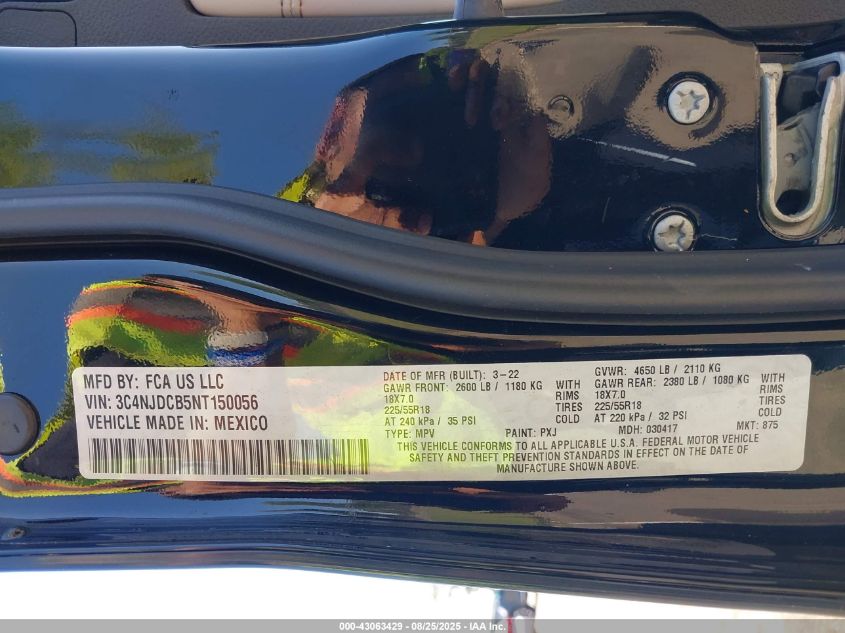 MFD BY: FCA US LLC
VIN: 3C4NJDCB5NT150056
VEHICLE MADE IN: MEXICO
DATE OF MFR (BUILT): 3-22
GAWR FRONT: 2600 LB / 1180 KG WITH
18X7.0 RIMS
225/55R18 TIRES
AT 240 kPa / 35 PSI COLD
TYPE: MPV PAINT: PXJ
GVWR: 4650 LB / 2110 KG
GAWR REAR: 2380 LB / 1080 KG WITH
18X7.0 RIMS
225/55R18 TIRES
AT 220 kPa / 32 PSI COLD
MDH: 030417 MKT: 875
THIS VEHICLE CONFORMS TO ALL APPLICABLE U.S.A. FEDERAL MOTOR VEHICLE
SAFETY AND THEFT PREVENTION STANDARDS IN EFFECT ON THE DATE OF
MANUFACTURE SHOWN ABOVE.
000-43063429 - 08/25/2025 - IAA Inc.